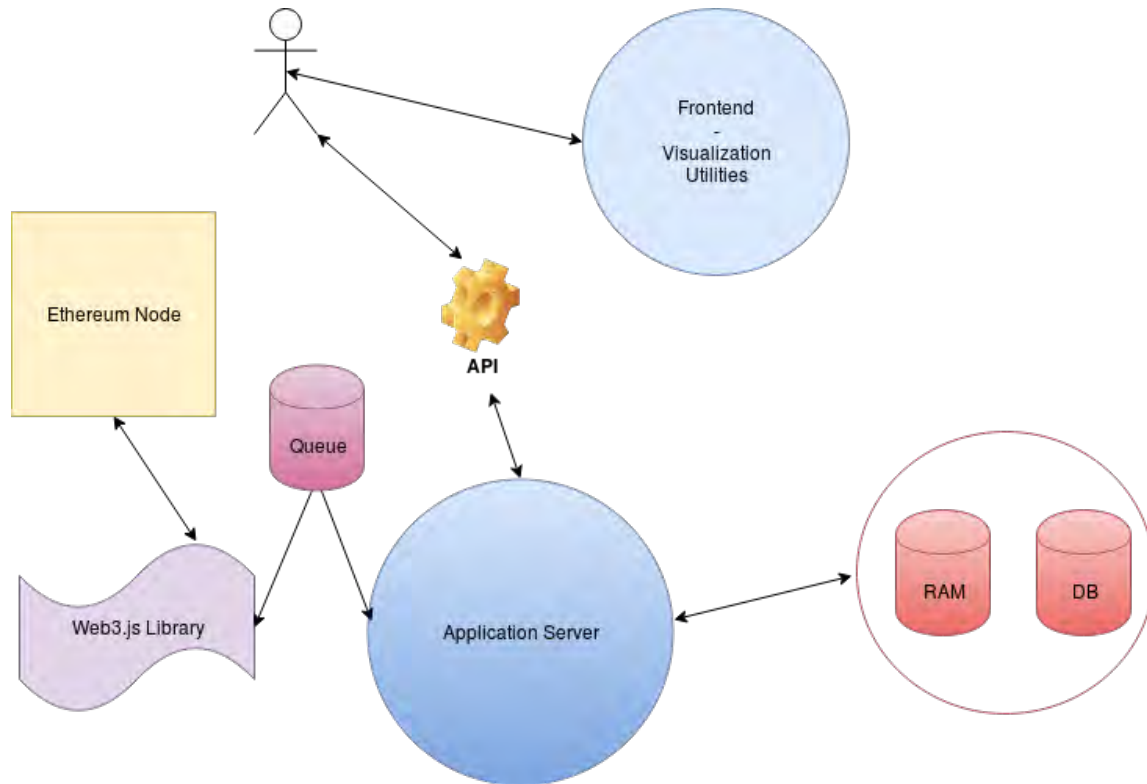 Frontend
-
Visualization
Utilities
Ethereum Node
API
Queue
RAM
DB
Web3.js Library
Application Server